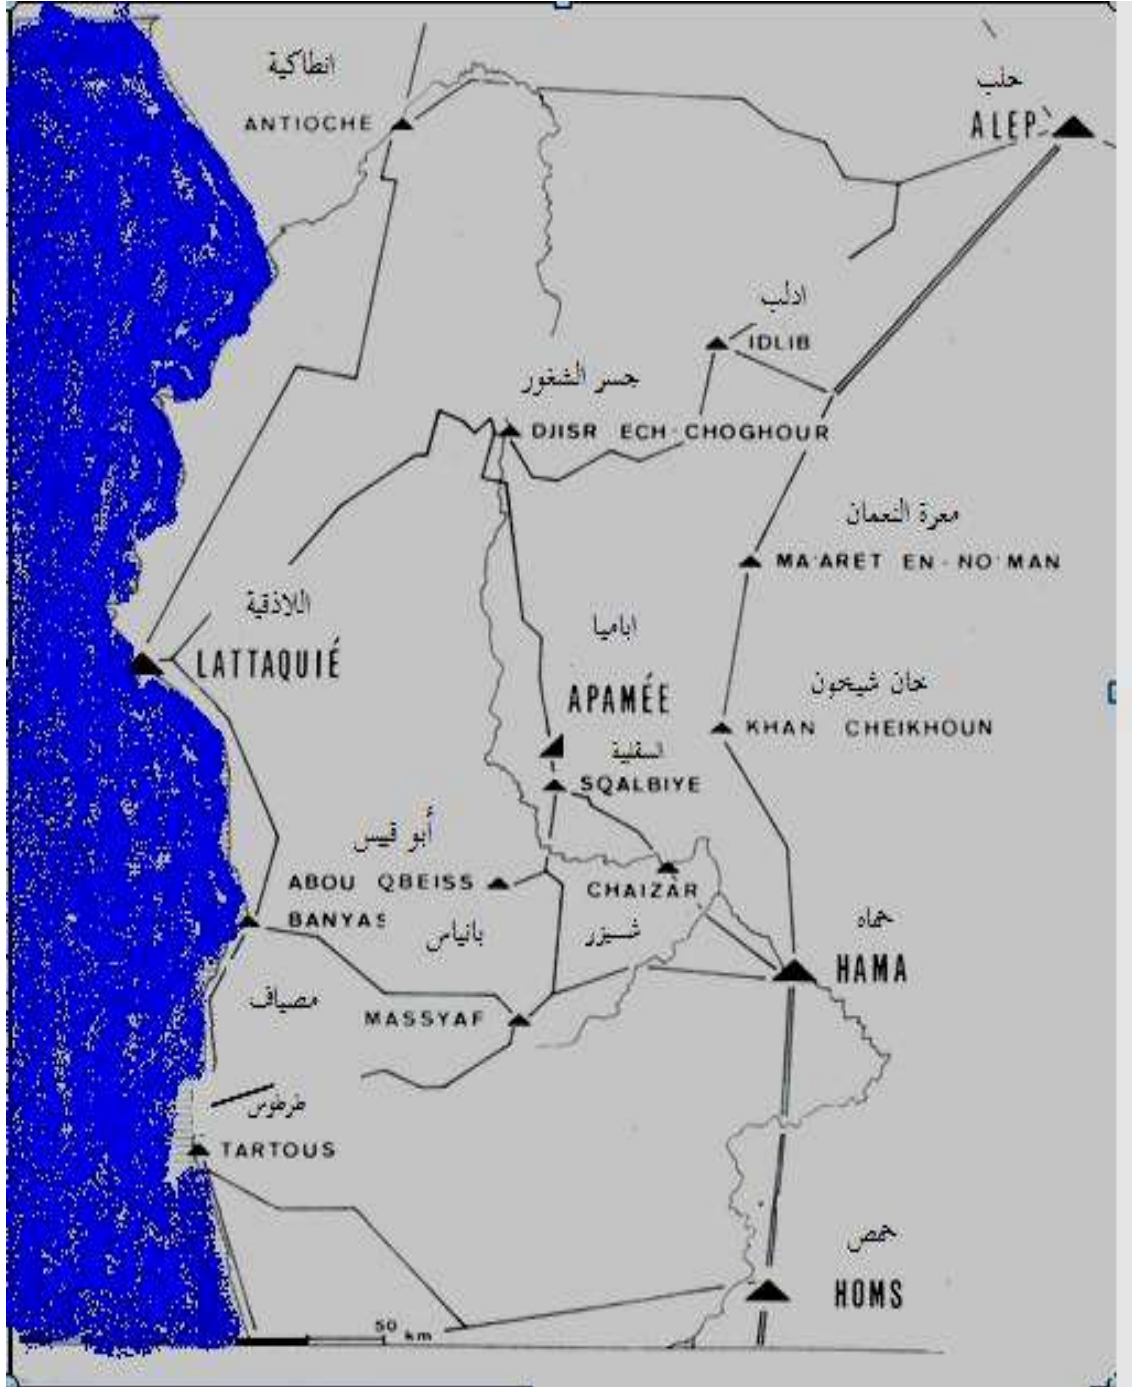 انطاكية
ANTIOCHE
حلب
ALEP
ادلب
IDLIB
جسر الشغور
DJISR ECH-CHOGHOUR
معرة النعمان
MA'ARET EN-NO'MAN
اللاذقية
LATTAQUIÉ
اباميا
APAMÉE
خان شيخون
KHAN CHEIKHOUN
السقلبية
SQALBIYE
أبو قبيس
ABOU QBEISS
CHAIZAR
BANYAS
بانياس
شيزر
حماه
HAMA
مصياف
MASSYAF
طرطوس
TARTOUS
حمص
HOMS
50 km